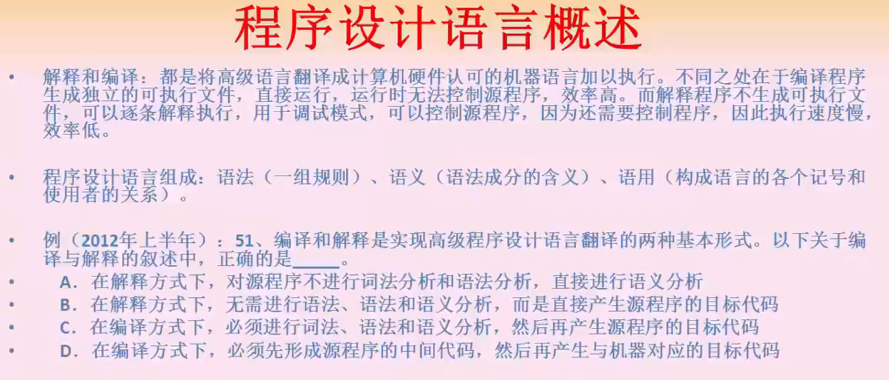 程序设计语言概述
• 解释和编译：都是将高级语言翻译成计算机硬件认可的机器语言加以执行。不同之处在于编译程序
生成独立的可执行文件，直接运行，运行时无法控制源程序，效率高。而解释程序不生成可执行文
件，可以逐条解释执行，用于调试模式，可以控制源程序，因为还需要控制程序，因此执行速度慢，
效率低。
• 程序设计语言组成：语法（一组规则）、语义（语法成分的含义）、语用（构成语言的各个记号和
使用者的关系）。
• 例（2012年上半年）：51、编译和解释是实现高级程序设计语言翻译的两种基本形式。以下关于编
译与解释的叙述中，正确的是_____。
• A．在解释方式下，对源程序不进行词法分析和语法分析，直接进行语义分析
• B．在解释方式下，无需进行语法、语法和语义分析，而是直接产生源程序的目标代码
• C．在编译方式下，必须进行词法、语法和语义分析，然后再产生源程序的目标代码
• D．在编译方式下，必须先形成源程序的中间代码，然后再产生与机器对应的目标代码